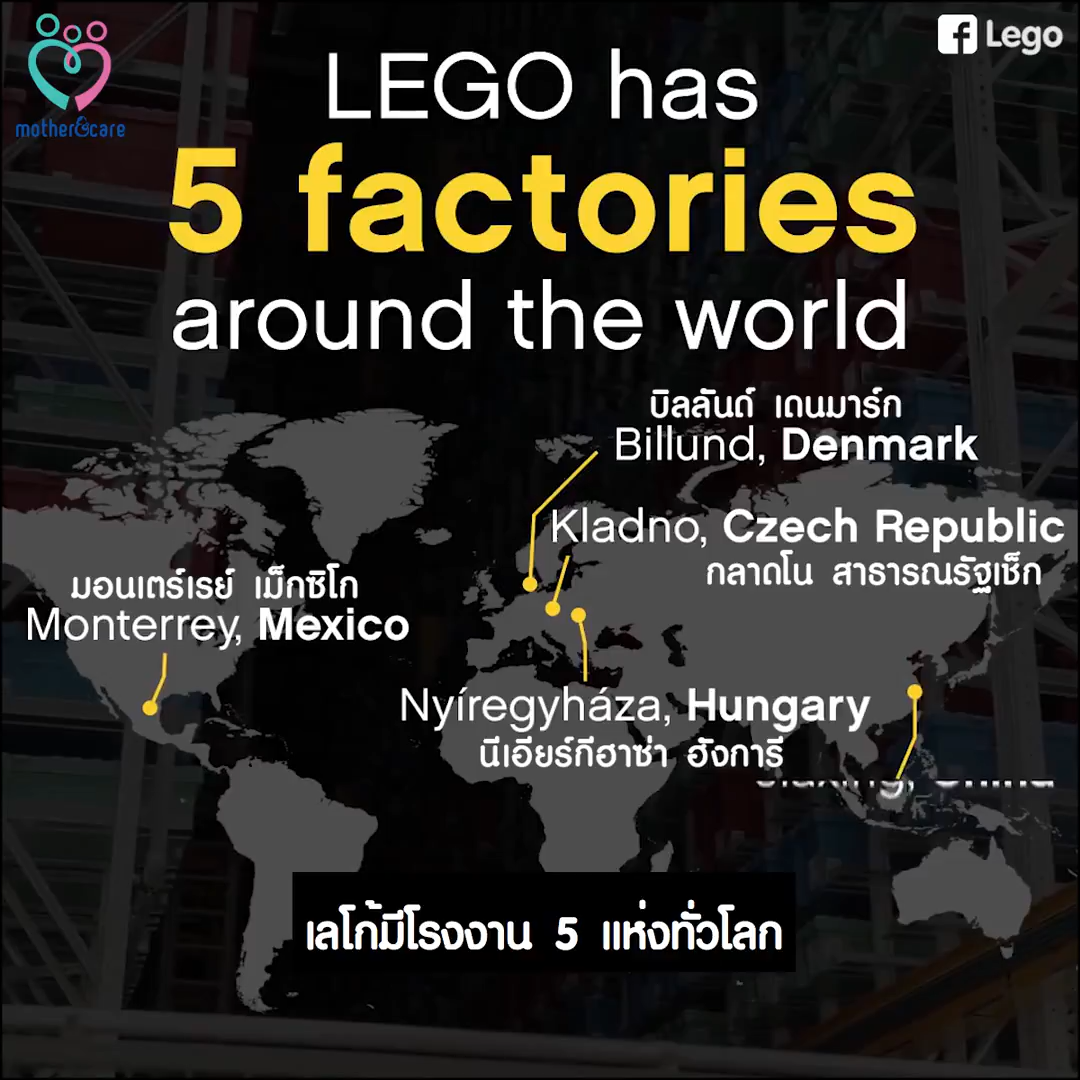 mother&care
Lego
LEGO has
5 factories
around the world
บิลลันด์ เดนมาร์ก
Billund, Denmark
Kladno, Czech Republic
กลาดโน สาธารณรัฐเช็ก
มอนเตร์เรย์ เม็กซิโก
Monterrey, Mexico
Nyíregyháza, Hungary
นีเอียร์กีฮาซ่า ฮังการี
เลโก้มีโรงงาน 5 แห่งทั่วโลก